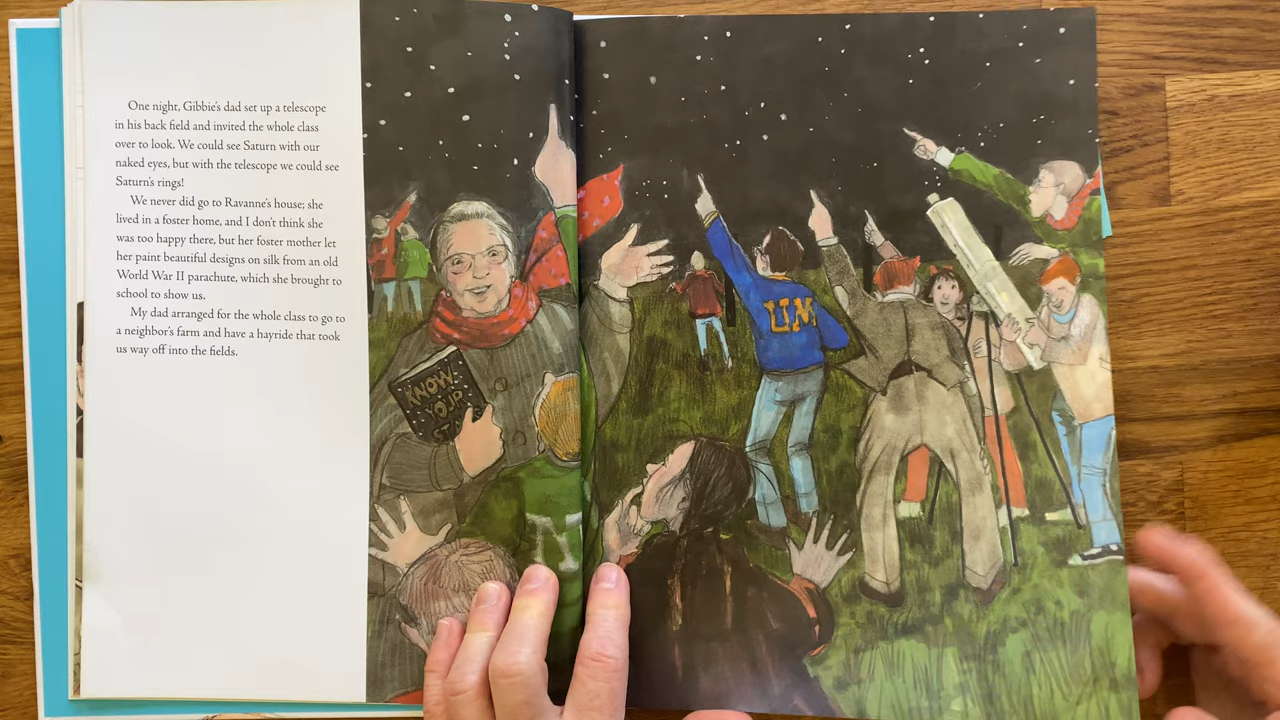 One night, Gibbie's dad set up a telescope
in his back field and invited the whole class
over to look. We could see Saturn with our
naked eyes, but with the telescope we could see
Saturn's rings!
We never did go to Ravanne's house; she
lived in a foster home, and I don't think she
was too happy there, but her foster mother let
her paint beautiful designs on silk from an old
World War II parachute, which she brought to
school to show us.
My dad arranged for the whole class to go to
a neighbor's farm and have a hayride that took
us way off into the fields.
KNOW
YOUR
UM